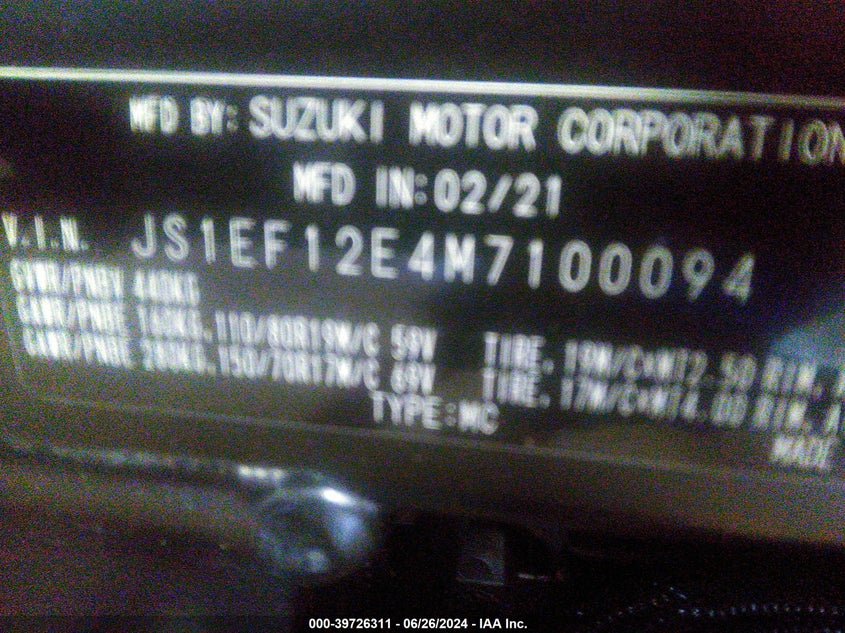 MFD BY: SUZUKI MOTOR CORPORATION
MFD IN: 02/21
V.I.N. JS1EF12E4M7100094
GVWR/PNBV 440KG
GAWR/PNBE 160KG. 110/80R19M/C 59V TIRE. 19M/C×MT2.50 RIM. A
GAWR/PNBE 280KG. 150/70R17M/C 69V TIRE. 17M/C×MT4.00 RIM. A
TYPE: MC
MADE
000-39726311 - 06/26/2024 - IAA Inc.